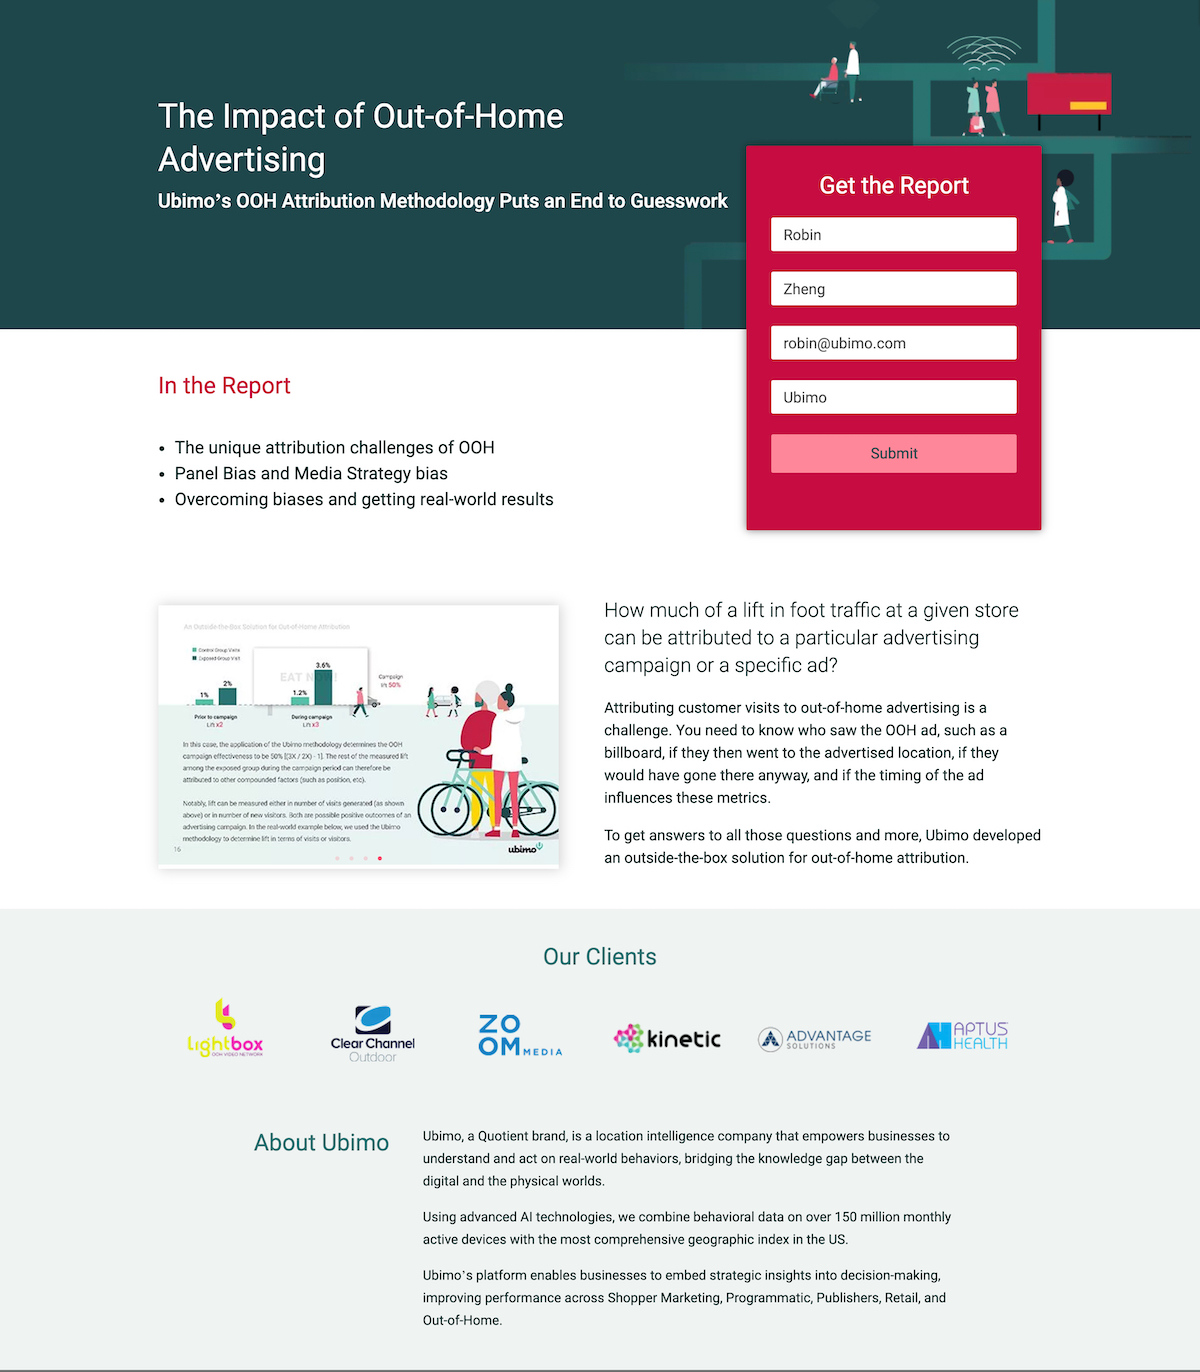 The Impact of Out-of-Home
Advertising
Ubimo's OOH Attribution Methodology Puts an End to Guesswork
Get the Report
Robin
Zheng
robin@ubimo.com
Ubimo
Submit
In the Report
• The unique attribution challenges of OOH
• Panel Bias and Media Strategy bias
• Overcoming biases and getting real-world results
An Outside-the-Box Solution for Out-of-Home Attribution
Control Group Visits
Exposed Group Visit
EAT NOW!
1%
2%
1.2%
3.6%
Campaign
lift 50%
Prior to campaign
Lift x2
During campaign
Lift x3
In this case, the application of the Ubimo methodology determines the OOH
campaign effectiveness to be 50% [(3X / 2X) - 1]. The rest of the measured lift
among the exposed group during the campaign period can therefore be
attributed to other compounded factors (such as position, etc).
Notably, lift can be measured either in number of visits generated (as shown
above) or in number of new visitors. Both are possible positive outcomes of an
advertising campaign. In the real-world example below, we used the Ubimo
methodology to determine lift in terms of visits or visitors.
16
ubimo
How much of a lift in foot traffic at a given store
can be attributed to a particular advertising
campaign or a specific ad?
Attributing customer visits to out-of-home advertising is a
challenge. You need to know who saw the OOH ad, such as a
billboard, if they then went to the advertised location, if they
would have gone there anyway, and if the timing of the ad
influences these metrics.
To get answers to all those questions and more, Ubimo developed
an outside-the-box solution for out-of-home attribution.
Our Clients
lightbox
OOH VIDEO NETWORK
Clear Channel
Outdoor
ZOOM MEDIA
kinetic
ADVANTAGE
SOLUTIONS
APTUS
HEALTH
About Ubimo
Ubimo, a Quotient brand, is a location intelligence company that empowers businesses to
understand and act on real-world behaviors, bridging the knowledge gap between the
digital and the physical worlds.
Using advanced AI technologies, we combine behavioral data on over 150 million monthly
active devices with the most comprehensive geographic index in the US.
Ubimo's platform enables businesses to embed strategic insights into decision-making,
improving performance across Shopper Marketing, Programmatic, Publishers, Retail, and
Out-of-Home.